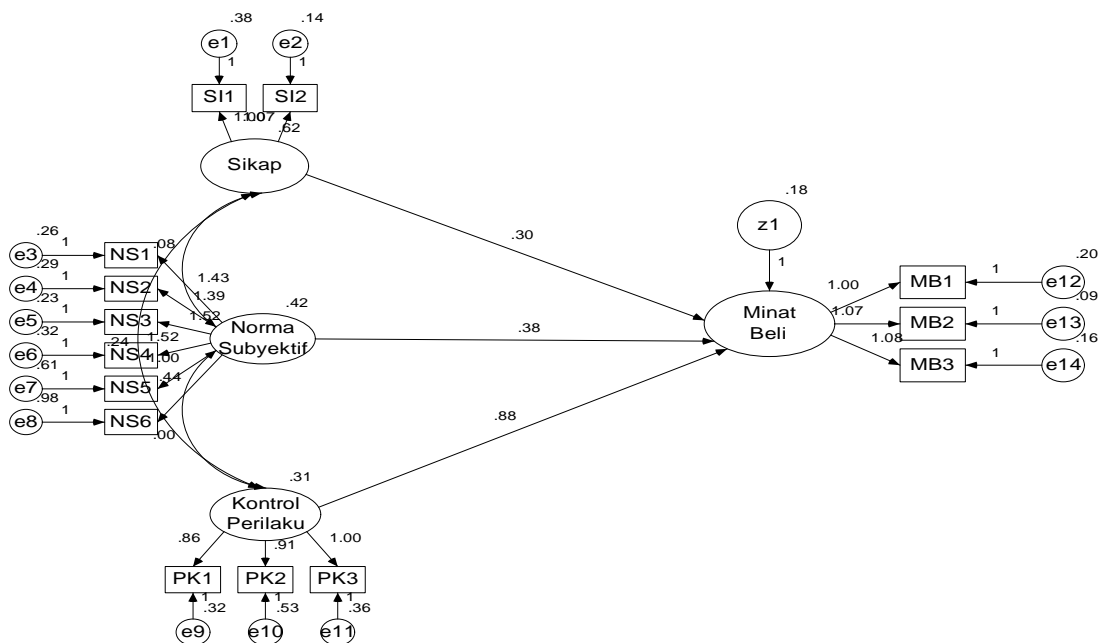 .38
.14
e1
e2
1
1
SI1
SI2
1.07
.62
Sikap
.18
z1
.30
1
.26
e3
1
NS1
.08
.29
e4
1
NS2
1.43
.23
e5
1
NS3
1.39
.32
e6
1
NS4
1.52
.61
e7
1
NS5
1.52
.98
e8
1
NS6
1.00
.24
.44
.00
.42
Norma
Subyektif
.38
Minat
Beli
.20
1.00
MB1
1
e12
.09
1.07
MB2
1
e13
.16
1.08
MB3
1
e14
.88
.31
Kontrol
Perilaku
.86
.91
1.00
PK1
PK2
PK3
1
.32
1
.53
1
.36
e9
e10
e11